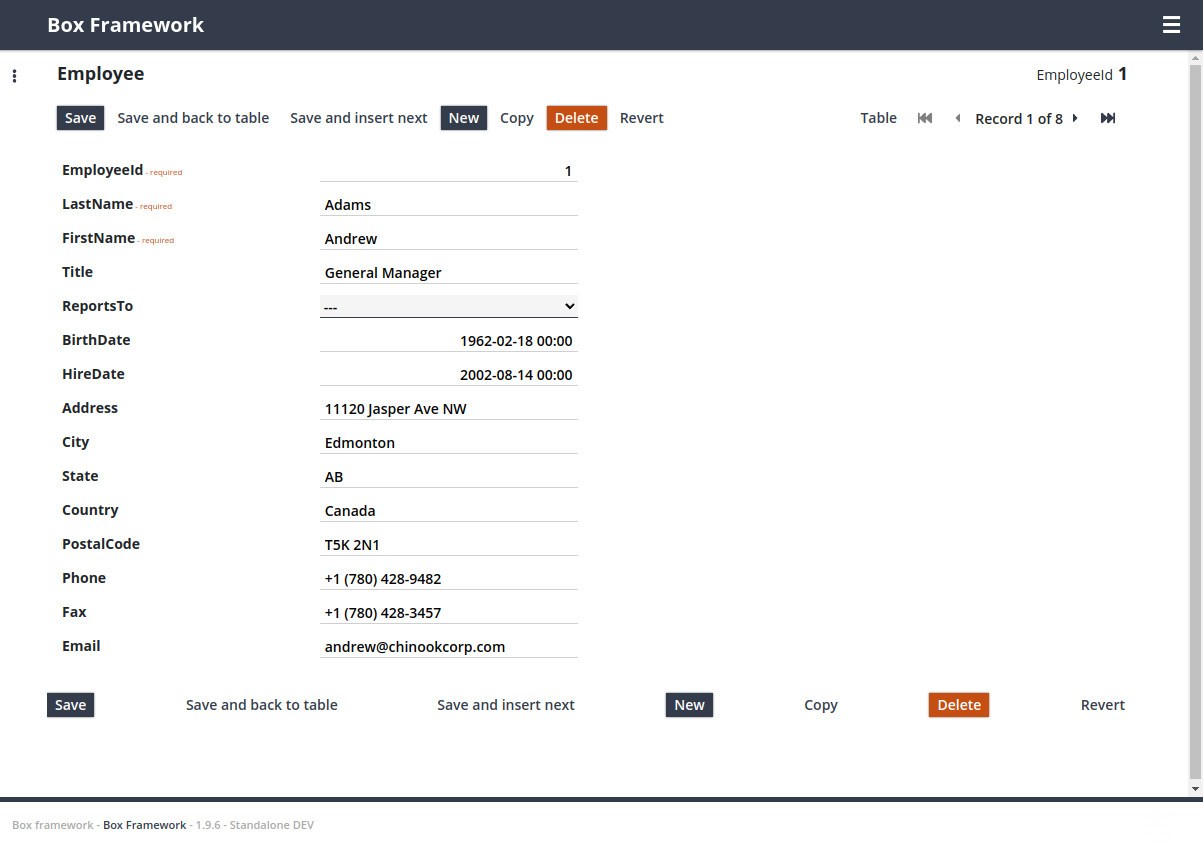 Box Framework
Employee EmployeeId 1
Save Save and back to table Save and insert next New Copy Delete Revert Table Record 1 of 8
EmployeeId - required 1
LastName - required Adams
FirstName - required Andrew
Title General Manager
ReportsTo ---
BirthDate 1962-02-18 00:00
HireDate 2002-08-14 00:00
Address 11120 Jasper Ave NW
City Edmonton
State AB
Country Canada
PostalCode T5K 2N1
Phone +1 (780) 428-9482
Fax +1 (780) 428-3457
Email andrew@chinookcorp.com
Save Save and back to table Save and insert next New Copy Delete Revert
Box framework - Box Framework - 1.9.6 - Standalone DEV